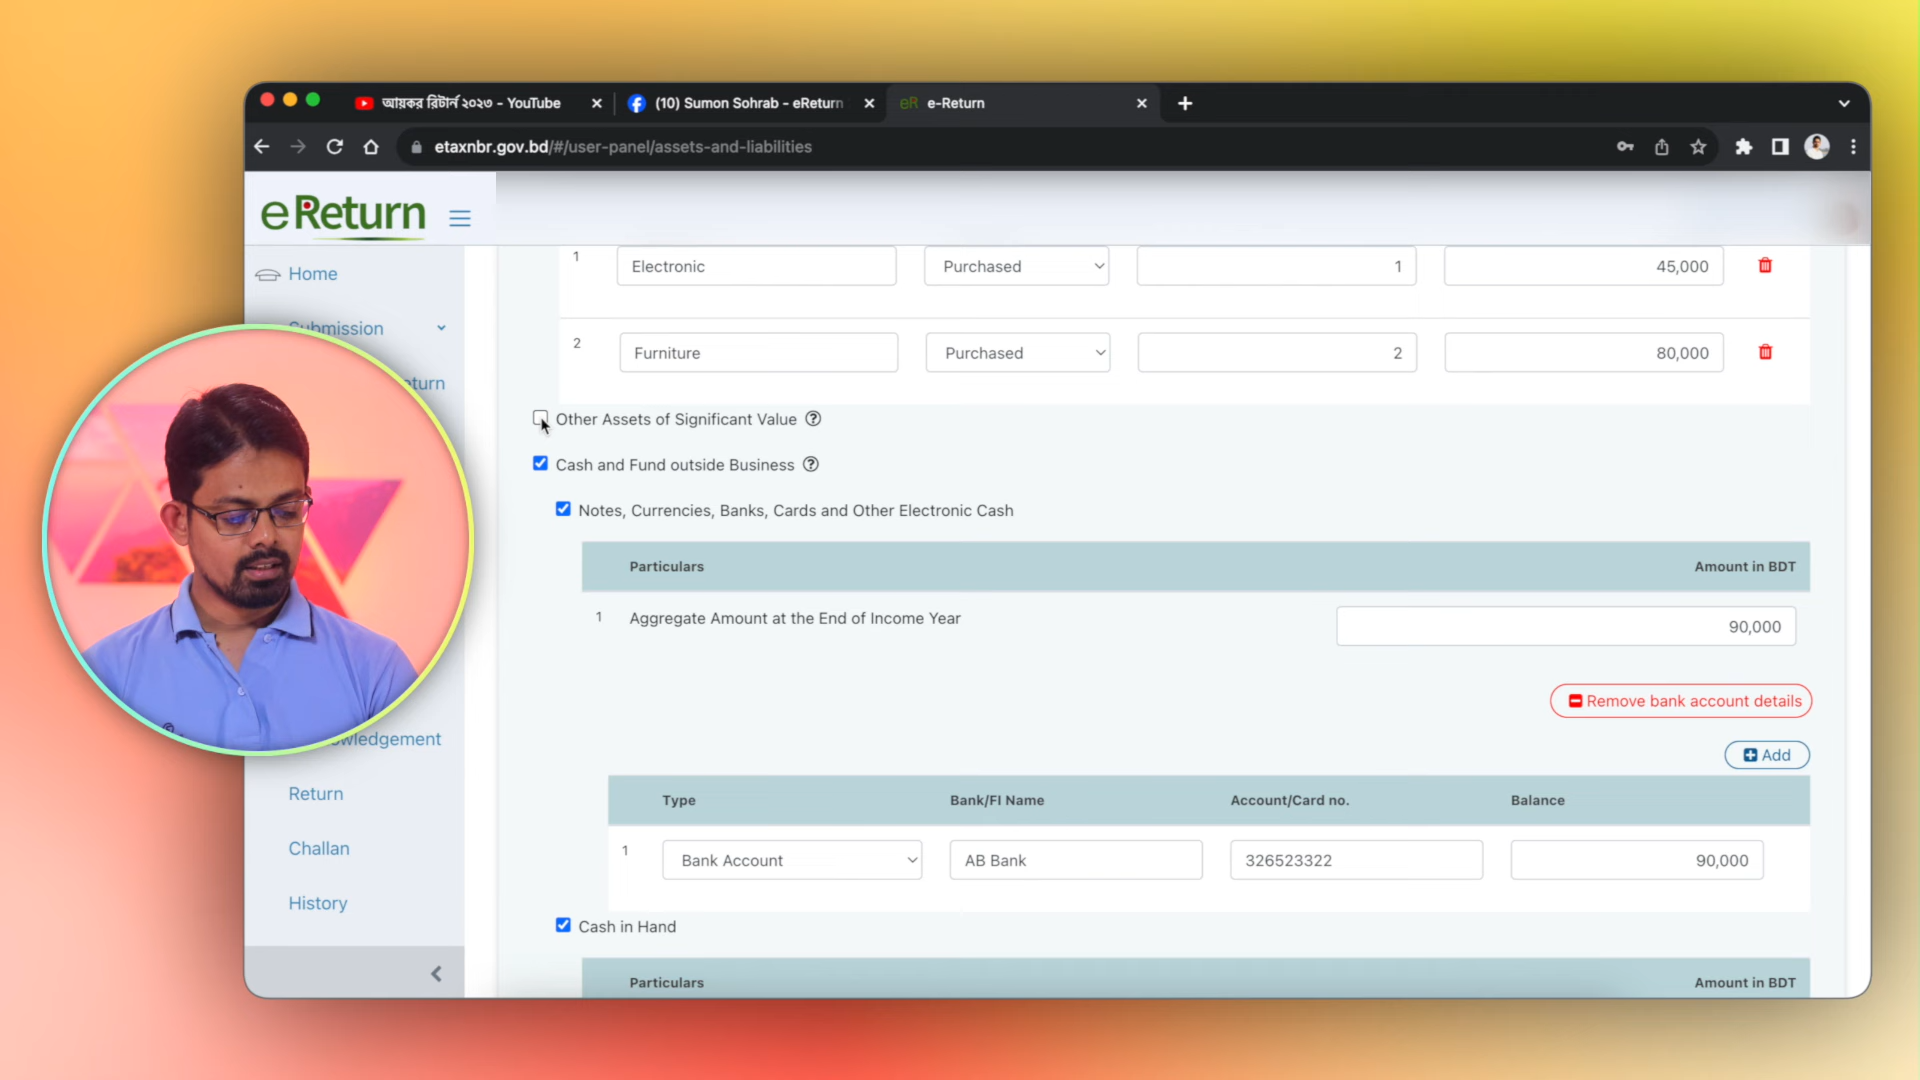 আয়কর রিটার্ন ২০২৩ - YouTube
(10) Sumon Sohrab - eReturn
eR e-Return
etaxnbr.gov.bd/#/user-panel/assets-and-liabilities
eReturn
Home
Submission
eturn
wledgement
Return
Challan
History
1 Electronic Purchased 1 45,000
2 Furniture Purchased 2 80,000
Other Assets of Significant Value ?
Cash and Fund outside Business ?
Notes, Currencies, Banks, Cards and Other Electronic Cash
Particulars Amount in BDT
1 Aggregate Amount at the End of Income Year 90,000
Remove bank account details
Add
Type Bank/FI Name Account/Card no. Balance
1 Bank Account AB Bank 326523322 90,000
Cash in Hand
Particulars Amount in BDT